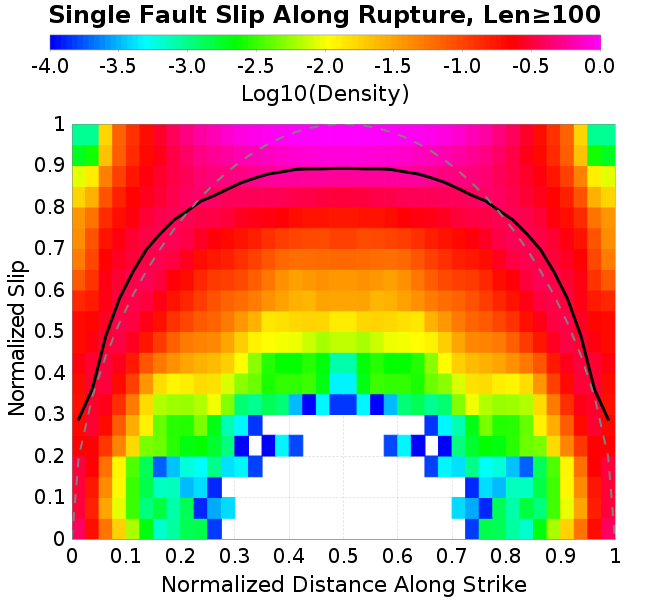 Single Fault Slip Along Rupture, Len≥100
-4.0 -3.5 -3.0 -2.5 -2.0 -1.5 -1.0 -0.5 0.0
Log10(Density)
Normalized Slip
1
0.9
0.8
0.7
0.6
0.5
0.4
0.3
0.2
0.1
0
0 0.1 0.2 0.3 0.4 0.5 0.6 0.7 0.8 0.9 1
Normalized Distance Along Strike